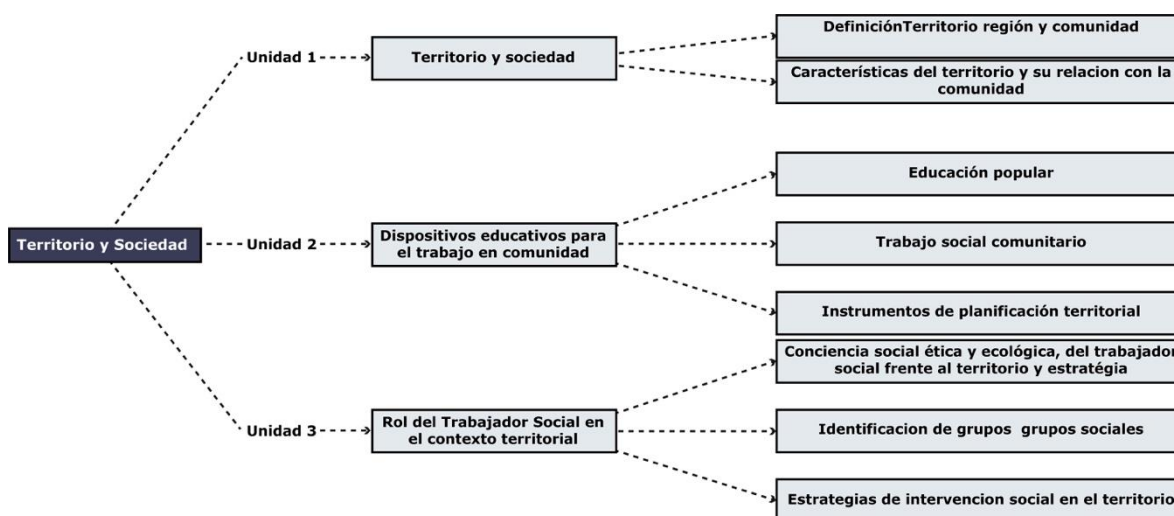 Territorio y Sociedad
Unidad 1
Territorio y sociedad
DefiniciónTerritorio región y comunidad
Característícas del territorio y su relacion con la
comunidad
Unidad 2
Dispositivos educativos para
el trabajo en comunidad
Educación popular
Trabajo social comunitario
Instrumentos de planificación territorial
Unidad 3
Rol del Trabajador Social en
el contexto territorial
Conciencia social ética y ecológica, del trabajador
social frente al territorio y estratégia
Identificacion de grupos grupos sociales
Estrategias de intervencion social en el territorio